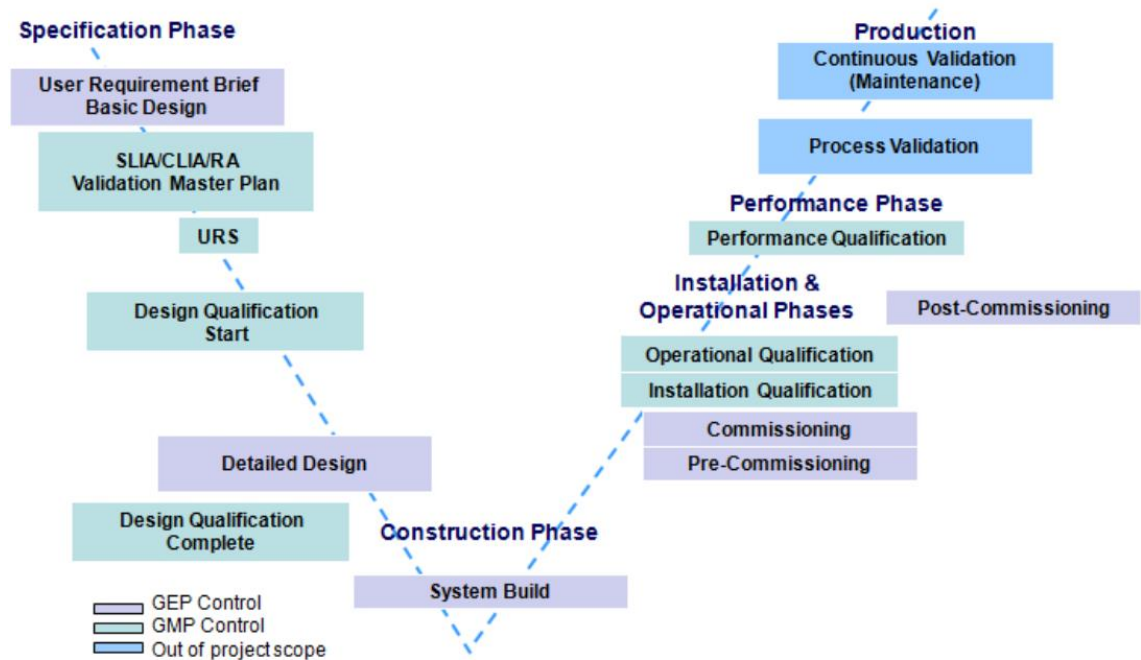 Specification Phase
User Requirement Brief
Basic Design
SLIA/CLIA/RA
Validation Master Plan
URS
Design Qualification
Start
Detailed Design
Design Qualification
Complete
Construction Phase
System Build
Production
Continuous Validation
(Maintenance)
Process Validation
Performance Phase
Performance Qualification
Installation &
Operational Phases
Post-Commissioning
Operational Qualification
Installation Qualification
Commissioning
Pre-Commissioning
GEP Control
GMP Control
Out of project scope